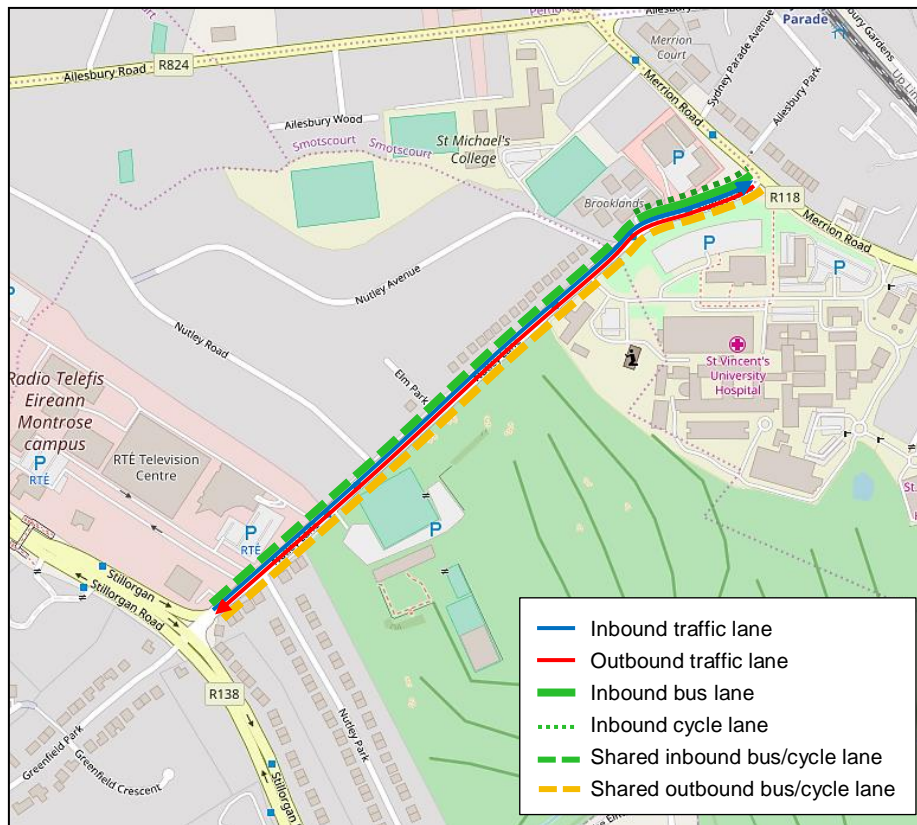 Parade
Ailesbury Road
R824
Pembroke
Merrion
Court
Merrion Road
Sydney Parade Avenue
Ailesbury Park
Ailesbury Wood
Smotscourt
Smotscourt
St Michael's
College
P
Brooklands
R118
Merrion Road
P
P
Nutley Avenue
Nutley Road
Elm Park
St Vincent's
University
Hospital
Radio Telefís
Eireann
Montrose
campus
P
RTÉ
RTÉ Television
Centre
P
RTÉ
P
Stillorgan
Stillorgan Road
R138
Greenfield Park
Greenfield Crescent
Nutley Park
Inbound traffic lane
Outbound traffic lane
Inbound bus lane
Inbound cycle lane
Shared inbound bus/cycle lane
Shared outbound bus/cycle lane